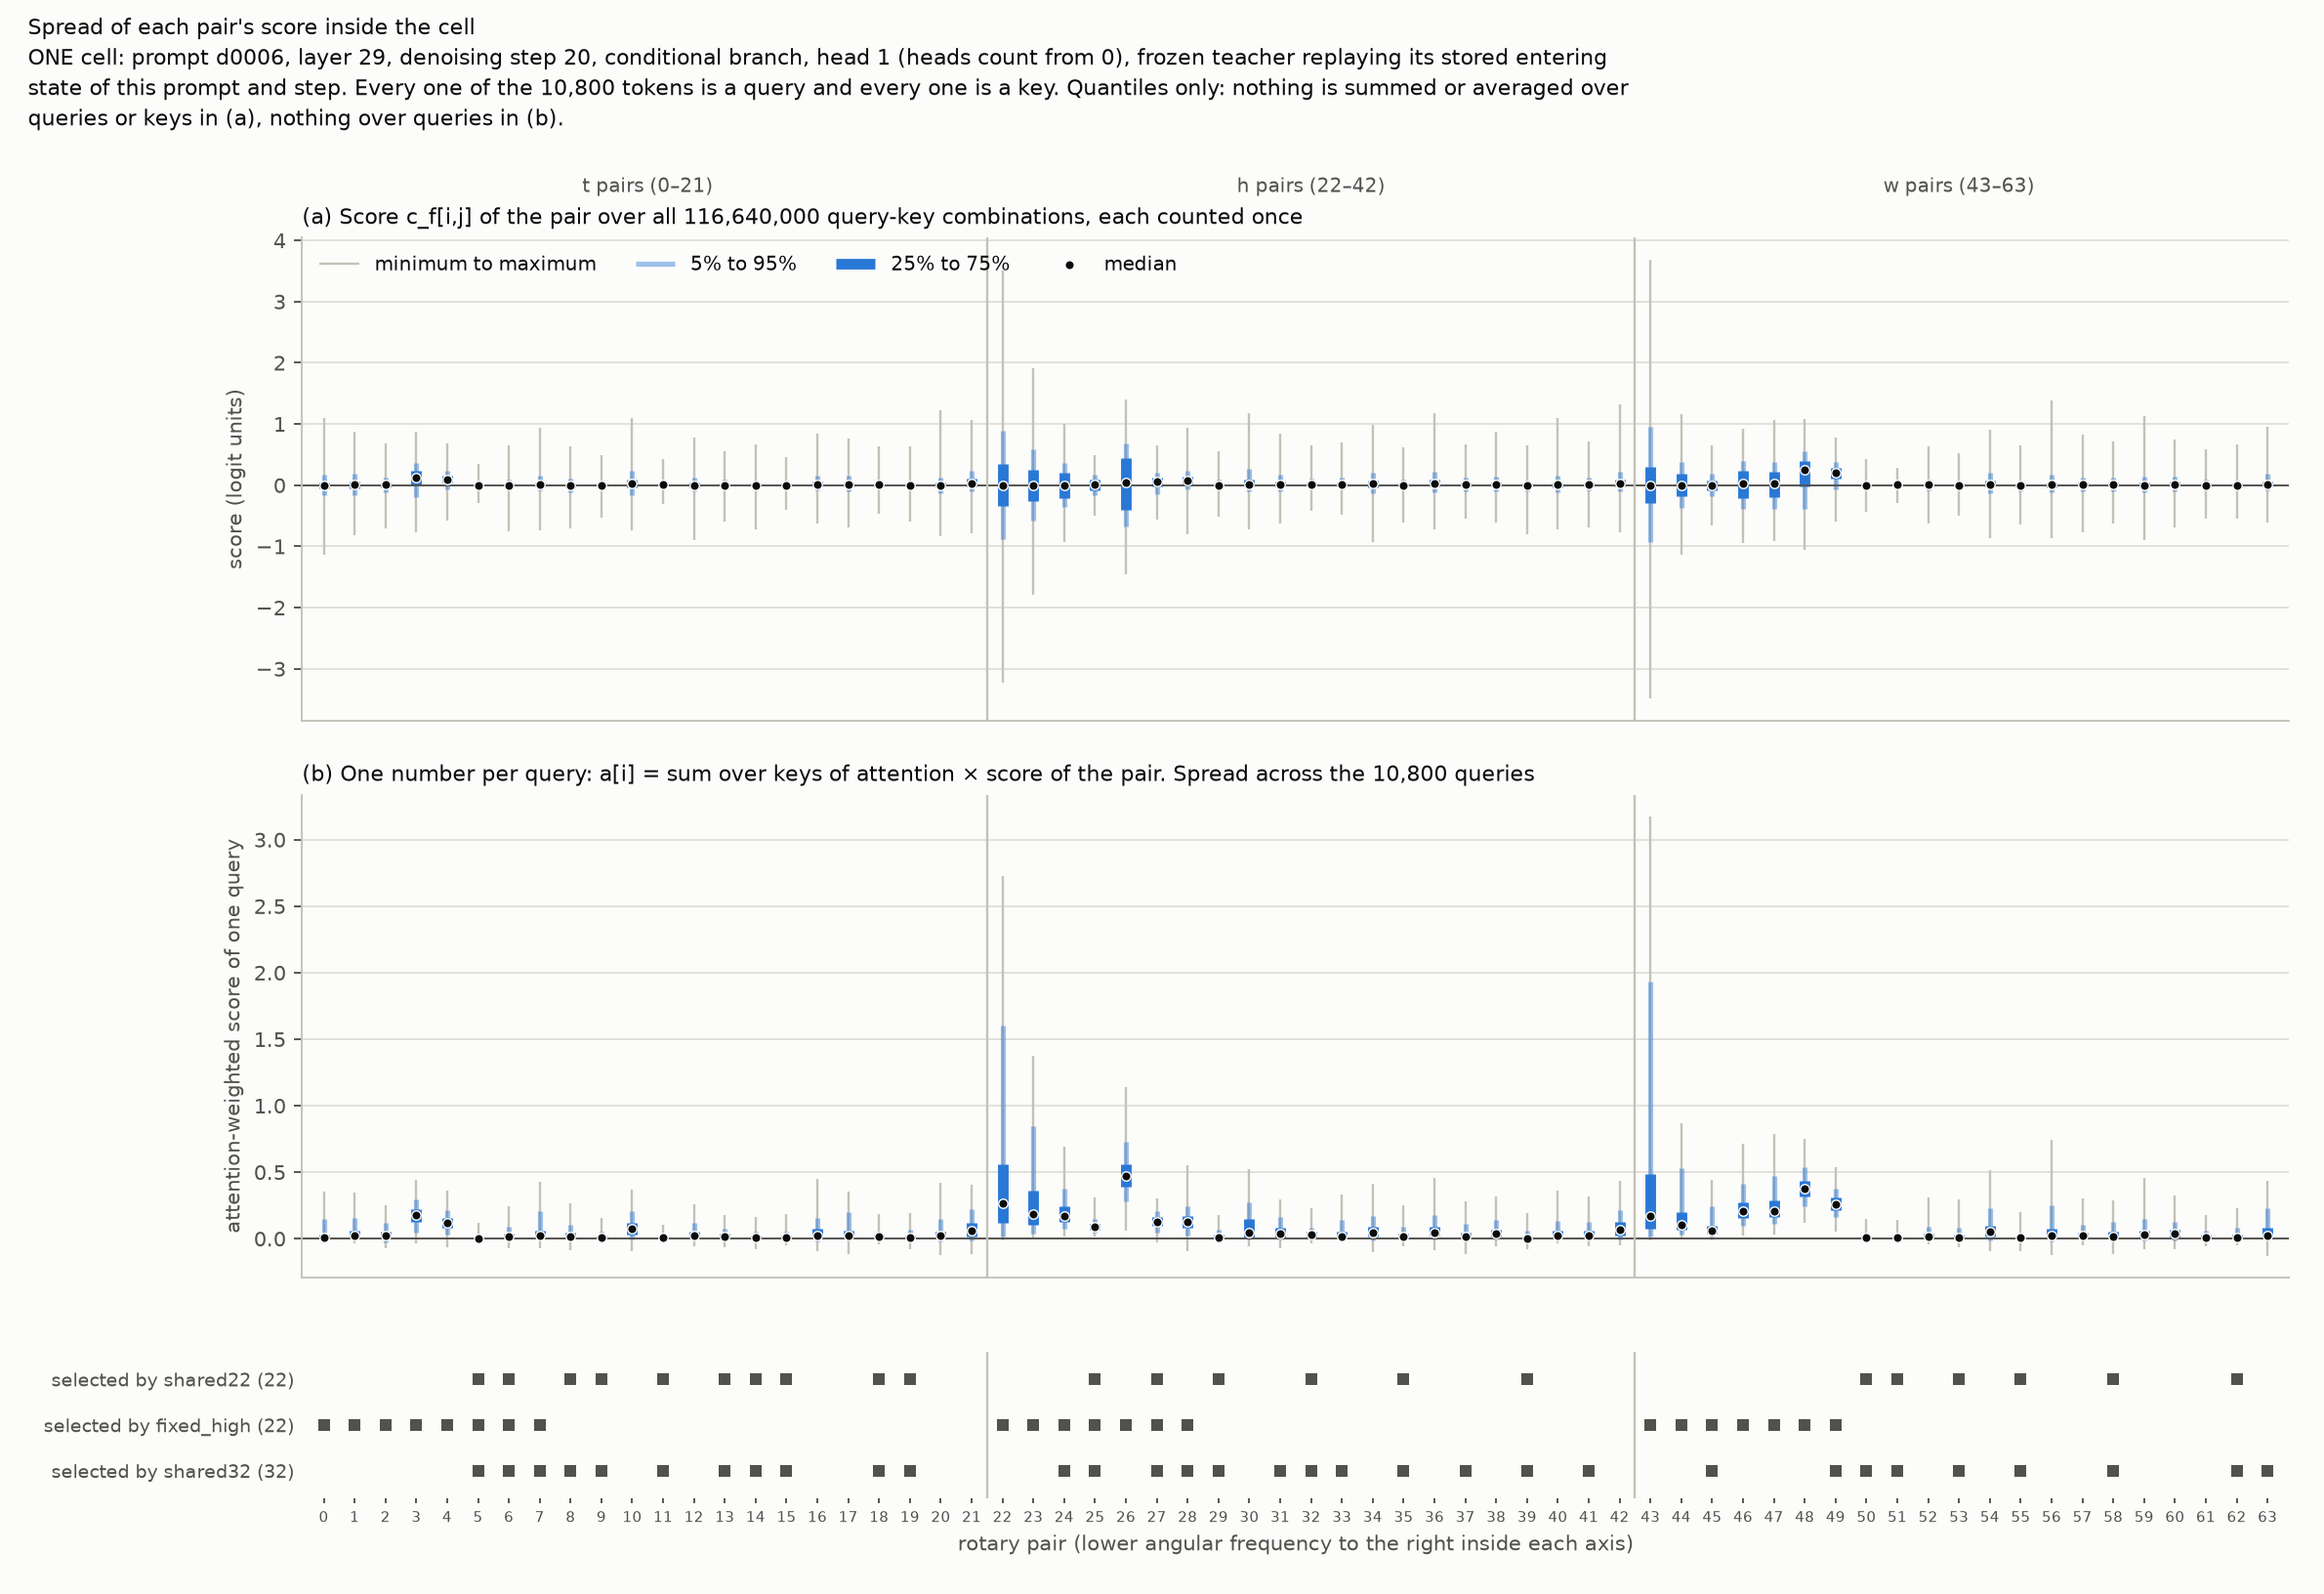 Spread of each pair's score inside the cell
ONE cell: prompt d0006, layer 29, denoising step 20, conditional branch, head 1 (heads count from 0), frozen teacher replaying its stored entering
state of this prompt and step. Every one of the 10,800 tokens is a query and every one is a key. Quantiles only: nothing is summed or averaged over
queries or keys in (a), nothing over queries in (b).
t pairs (0–21) h pairs (22–42) w pairs (43–63)
(a) Score c_f[i,j] of the pair over all 116,640,000 query-key combinations, each counted once
minimum to maximum 5% to 95% 25% to 75% median
score (logit units)
4
3
2
1
0
−1
−2
−3
(b) One number per query: a[i] = sum over keys of attention × score of the pair. Spread across the 10,800 queries
attention-weighted score of one query
3.0
2.5
2.0
1.5
1.0
0.5
0.0
selected by shared22 (22)
selected by fixed_high (22)
selected by shared32 (32)
0 1 2 3 4 5 6 7 8 9 10 11 12 13 14 15 16 17 18 19 20 21 22 23 24 25 26 27 28 29 30 31 32 33 34 35 36 37 38 39 40 41 42 43 44 45 46 47 48 49 50 51 52 53 54 55 56 57 58 59 60 61 62 63
rotary pair (lower angular frequency to the right inside each axis)